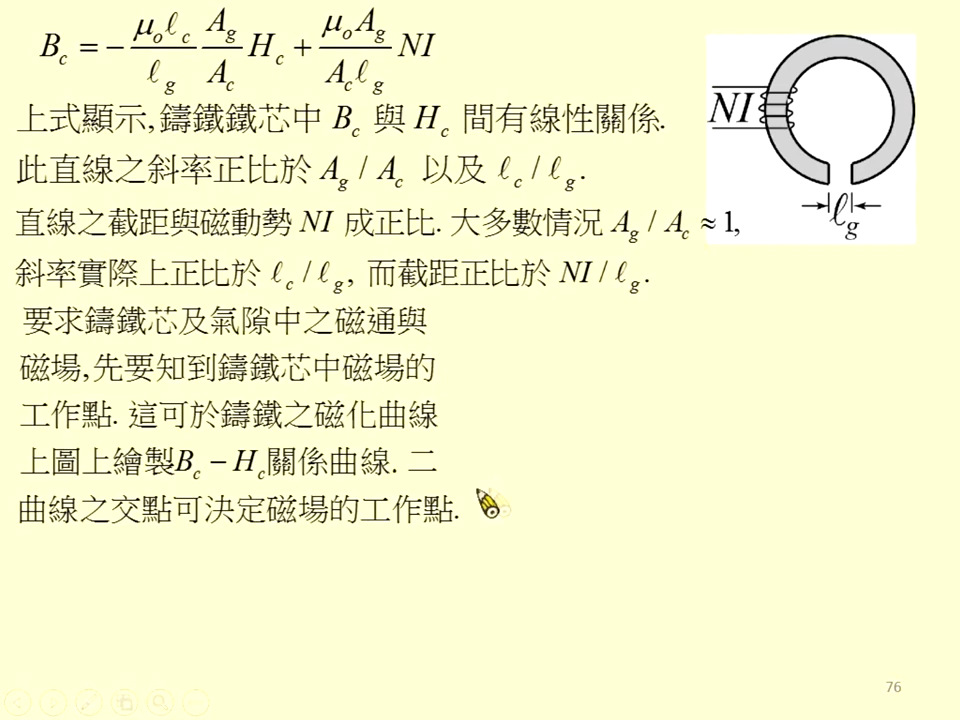 B_c = -\frac{\mu_o \ell_c}{\ell_g} \frac{A_g}{A_c} H_c + \frac{\mu_o A_g}{A_c \ell_g} NI
上式顯示,鑄鐵鐵芯中 B_c 與 H_c 間有線性關係.
此直線之斜率正比於 A_g / A_c 以及 ℓ_c / ℓ_g .
直線之截距與磁動勢 NI 成正比. 大多數情況 A_g / A_c ≈ 1,
斜率實際上正比於 ℓ_c / ℓ_g , 而截距正比於 NI / ℓ_g .
要求鑄鐵芯及氣隙中之磁通與
磁場,先要知到鑄鐵芯中磁場的
工作點. 這可於鑄鐵之磁化曲線
上圖上繪製B_c − H_c關係曲線. 二
曲線之交點可決定磁場的工作點.
NI
ℓ_g
76